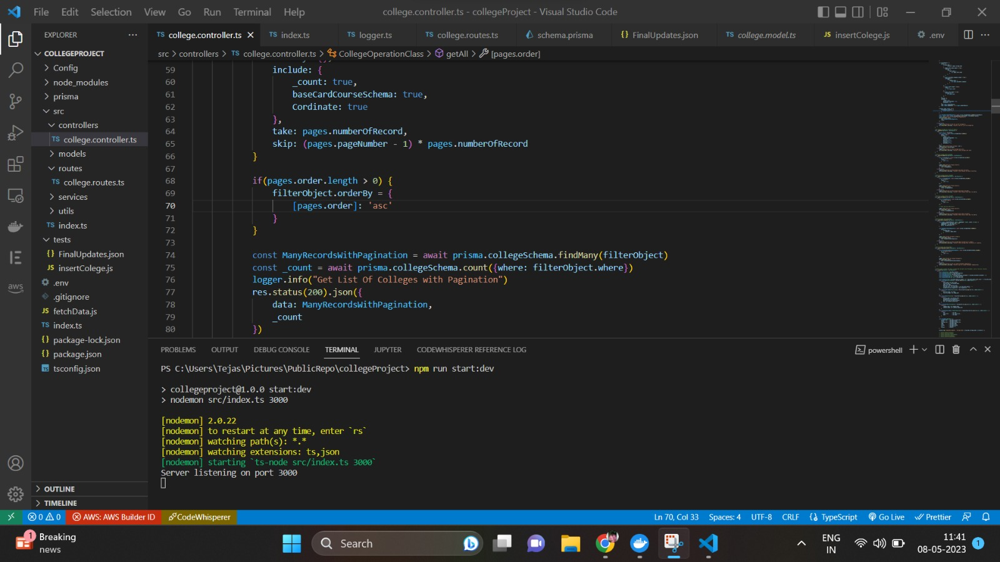 File Edit Selection View Go Run Terminal Help
college.controller.ts - collegeProject - Visual Studio Code
EXPLORER
COLLEGEPROJECT
Config
node_modules
prisma
src
controllers
TS college.controller.ts
models
routes
TS college.routes.ts
services
utils
TS index.ts
tests
{} FinalUpdates.json
JS insertColege.js
.env
.gitignore
JS fetchData.js
TS index.ts
{} package-lock.json
{} package.json
tsconfig.json
OUTLINE
TIMELINE
TS college.controller.ts TS index.ts TS logger.ts TS college.routes.ts schema.prisma {} FinalUpdates.json TS college.model.ts JS insertColege.js .env
src > controllers > TS college.controller.ts > CollegeOperationClass > getAll > [pages.order]
59 include: {
60 _count: true,
61 baseCardCourseSchema: true,
62 Cordinate: true
63 },
64 take: pages.numberOfRecord,
65 skip: (pages.pageNumber - 1) * pages.numberOfRecord
66 }
67
68 if(pages.order.length > 0) {
69 filterObject.orderBy = {
70 [pages.order]: 'asc'
71 }
72 }
73
74 const ManyRecordsWithPagination = await prisma.collegeSchema.findMany(filterObject)
75 const _count = await prisma.collegeSchema.count({where: filterObject.where})
76 logger.info("Get List Of Colleges with Pagination")
77 res.status(200).json({
78 data: ManyRecordsWithPagination,
79 _count
80 })
PROBLEMS OUTPUT DEBUG CONSOLE TERMINAL JUPYTER CODEWHISPERER REFERENCE LOG
powershell
PS C:\Users\Tejas\Pictures\PublicRepo\collegeProject> npm run start:dev
> collegeproject@1.0.0 start:dev
> nodemon src/index.ts 3000
[nodemon] 2.0.22
[nodemon] to restart at any time, enter `rs`
[nodemon] watching path(s): *.*
[nodemon] watching extensions: ts,json
[nodemon] starting `ts-node src/index.ts 3000`
Server listening on port 3000
0 0 AWS: AWS Builder ID CodeWhisperer Ln 70, Col 33 Spaces: 4 UTF-8 CRLF {} TypeScript Go Live Prettier
1 Breaking
news
Search
ENG
IN
11:41
08-05-2023
1
aws